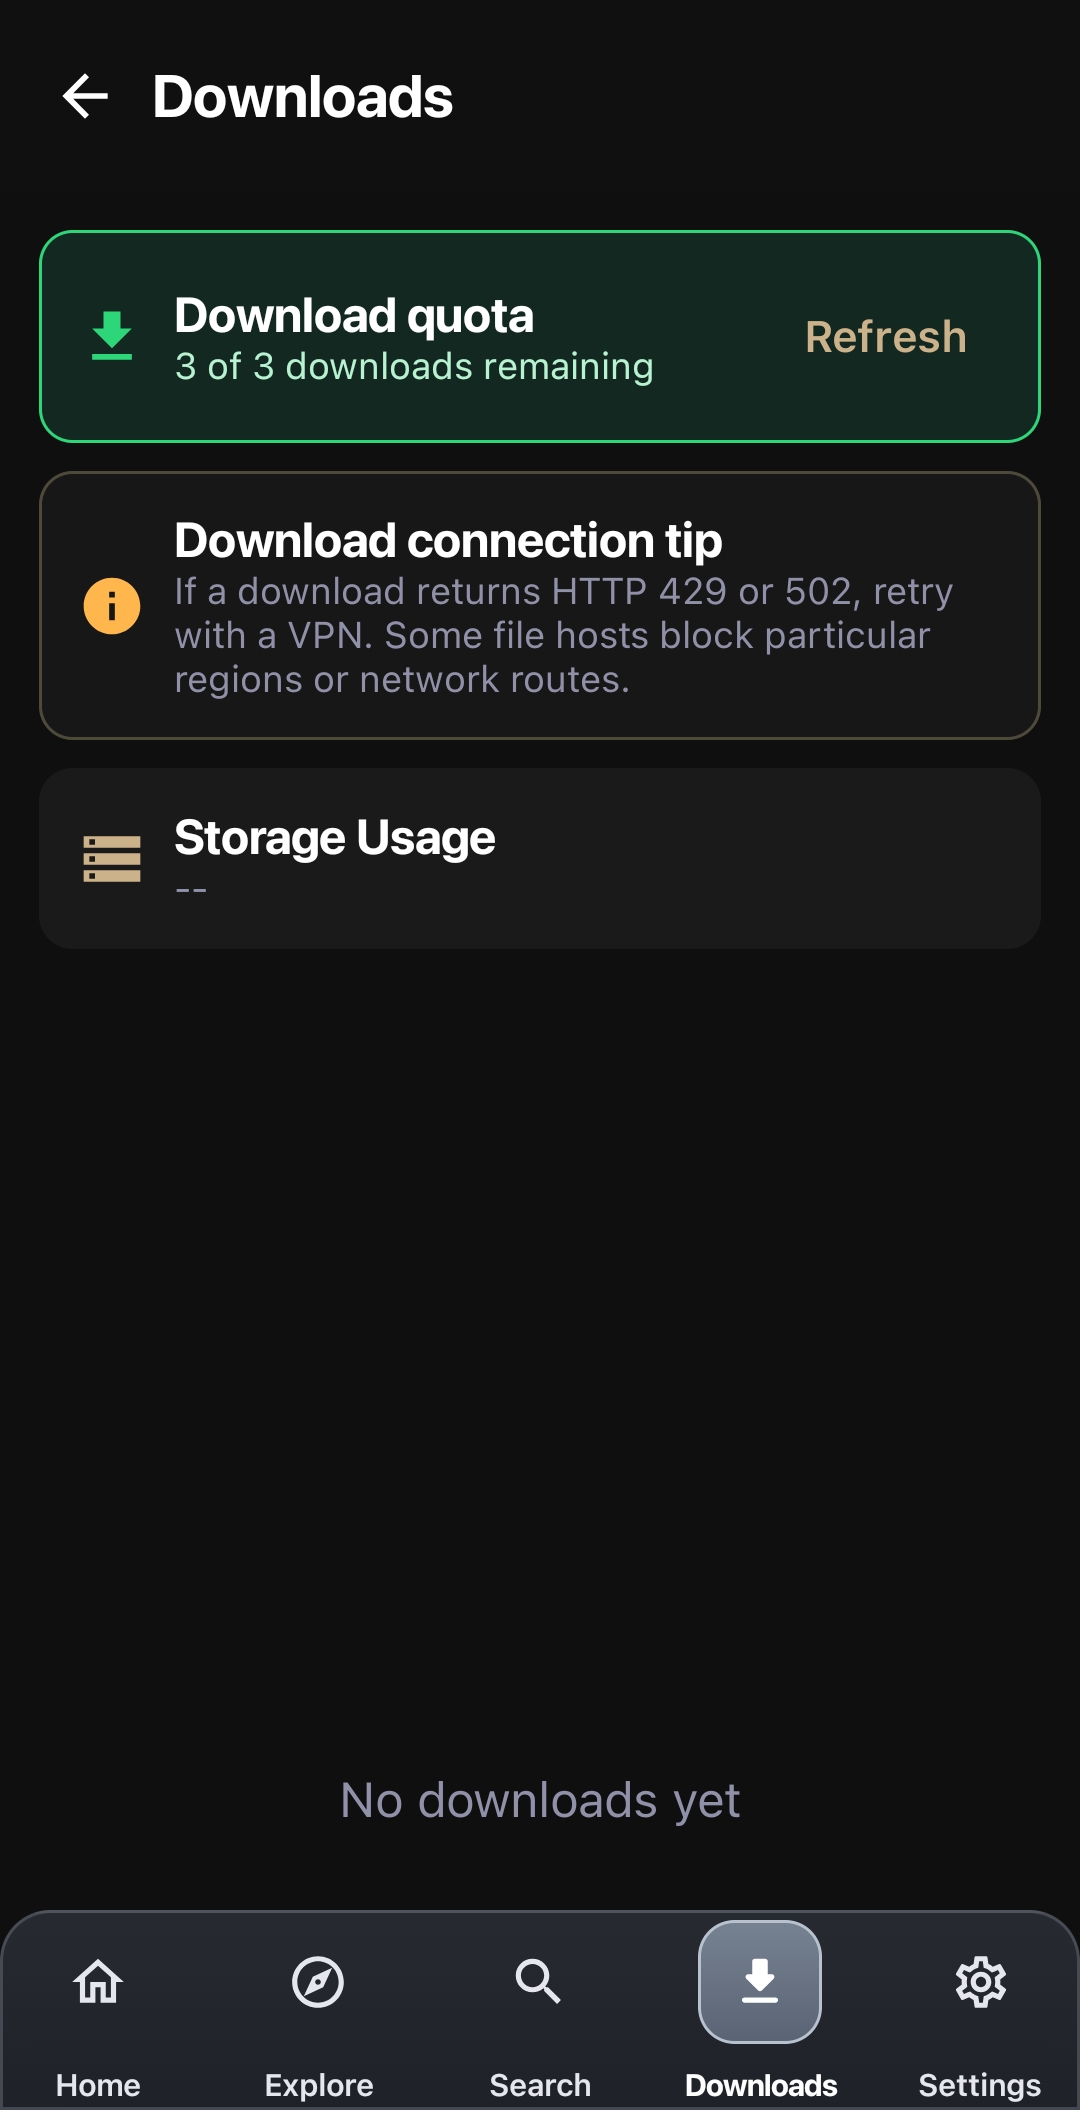 Downloads
Download quota
3 of 3 downloads remaining
Refresh
Download connection tip
If a download returns HTTP 429 or 502, retry
with a VPN. Some file hosts block particular
regions or network routes.
Storage Usage
--
No downloads yet
Home
Explore
Search
Downloads
Settings